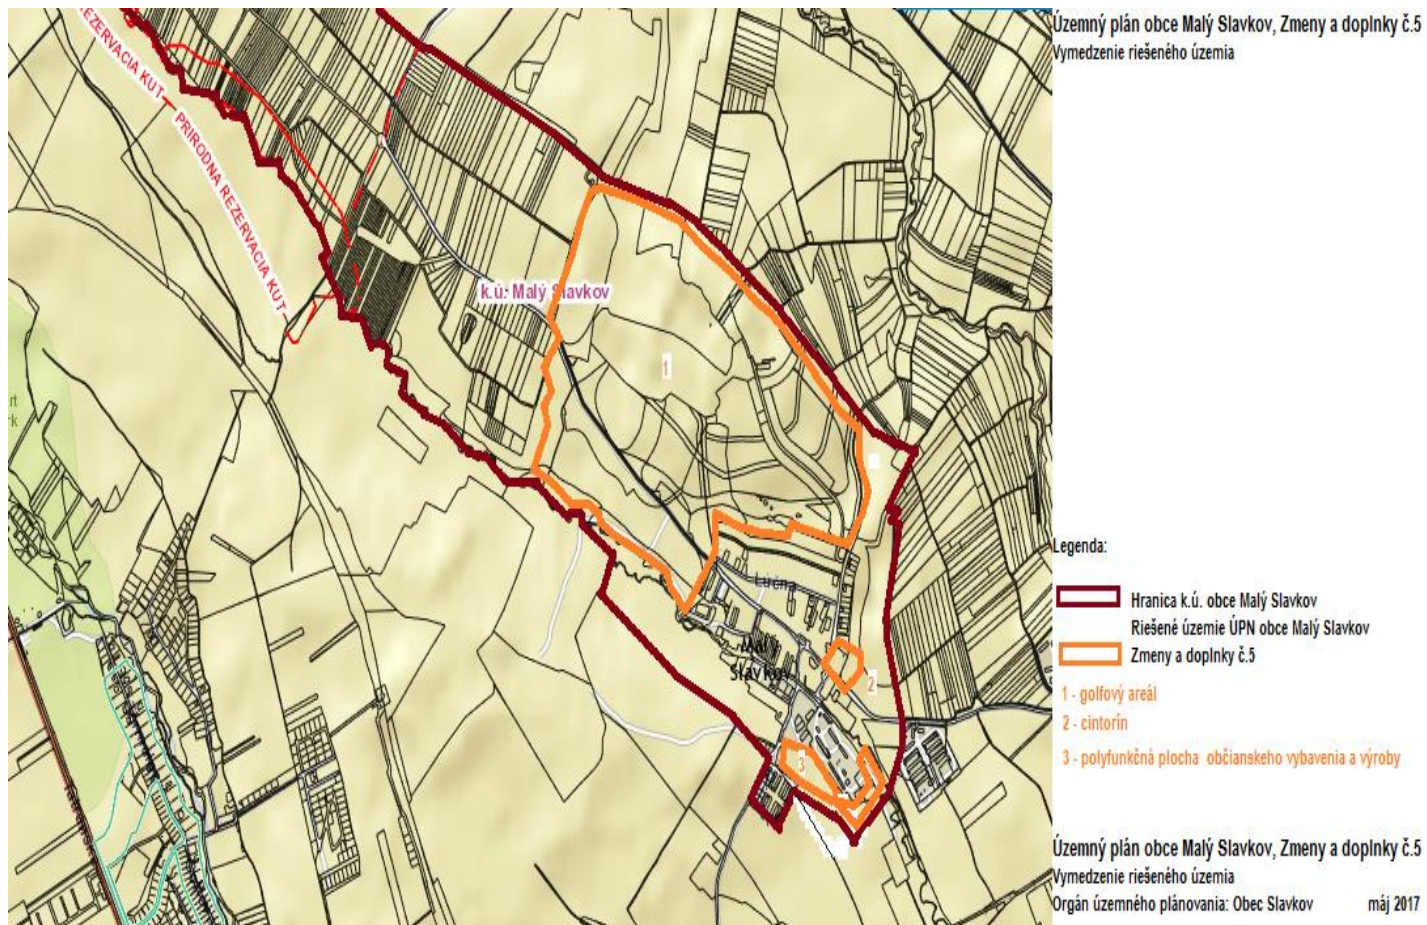 Územný plán obce Malý Slavkov, Zmeny a doplnky č.5
Vymedzenie riešeného územia
REZERVACIA KUT
PRIRODNA REZERVACIA KUT
k.ú. Malý Slavkov
1
Lúčna
Malý
Slavkov
2
3
Legenda:
Hranica k.ú. obce Malý Slavkov
Riešené územie ÚPN obce Malý Slavkov
Zmeny a doplnky č.5
1 - golfový areál
2 - cintorín
3 - polyfunkčná plocha občianskeho vybavenia a výroby
Územný plán obce Malý Slavkov, Zmeny a doplnky č.5
Vymedzenie riešeného územia
Orgán územného plánovania: Obec Slavkov máj 2017